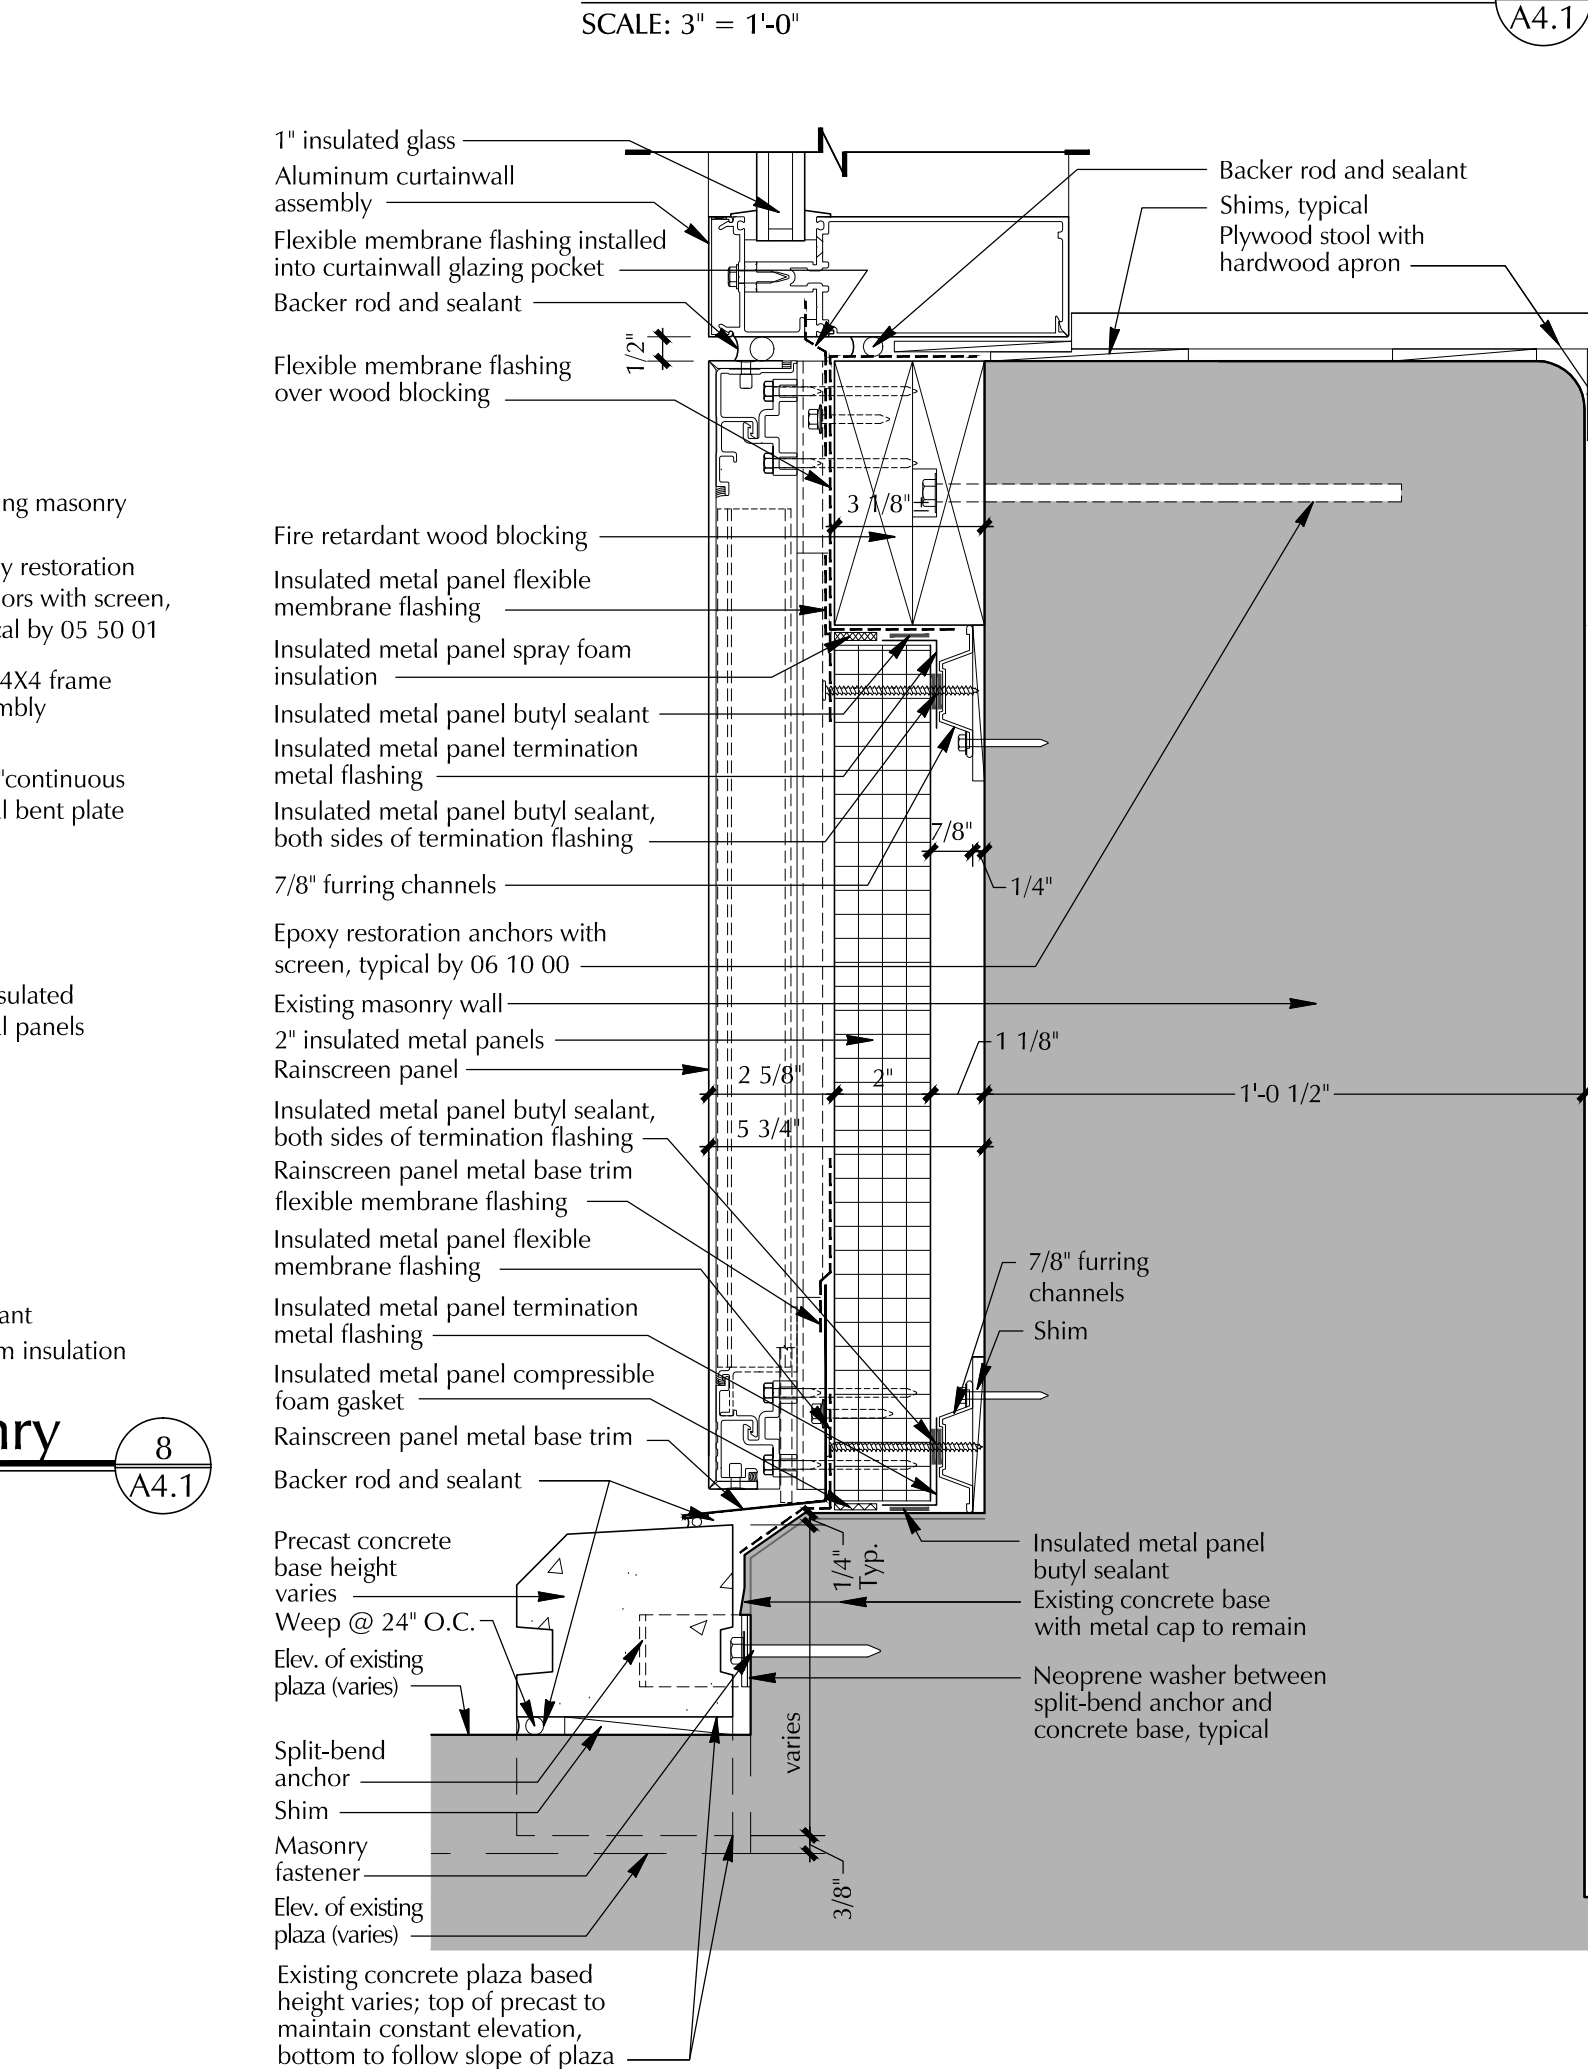 SCALE: 3" = 1'-0"
A4.1
1" insulated glass
Aluminum curtainwall
assembly
Flexible membrane flashing installed
into curtainwall glazing pocket
Backer rod and sealant
1/2"
Flexible membrane flashing
over wood blocking
Backer rod and sealant
Shims, typical
Plywood stool with
hardwood apron
ng masonry
y restoration
ors with screen,
al by 05 50 01
4X4 frame
mbly
"continuous
l bent plate
sulated
l panels
ant
m insulation
ry
8
A4.1
3 1/8"
Fire retardant wood blocking
Insulated metal panel flexible
membrane flashing
Insulated metal panel spray foam
insulation
Insulated metal panel butyl sealant
Insulated metal panel termination
metal flashing
Insulated metal panel butyl sealant,
both sides of termination flashing
7/8"
7/8" furring channels
1/4"
Epoxy restoration anchors with
screen, typical by 06 10 00
Existing masonry wall
2" insulated metal panels
1 1/8"
Rainscreen panel
2 5/8"
2"
1'-0 1/2"
Insulated metal panel butyl sealant,
both sides of termination flashing
5 3/4"
Rainscreen panel metal base trim
flexible membrane flashing
Insulated metal panel flexible
membrane flashing
7/8" furring
channels
Insulated metal panel termination
metal flashing
Shim
Insulated metal panel compressible
foam gasket
Rainscreen panel metal base trim
Backer rod and sealant
Precast concrete
base height
varies
Weep @ 24" O.C.
Elev. of existing
plaza (varies)
1/4"
Typ.
Insulated metal panel
butyl sealant
Existing concrete base
with metal cap to remain
Neoprene washer between
split-bend anchor and
concrete base, typical
varies
Split-bend
anchor
Shim
Masonry
fastener
3/8"
Elev. of existing
plaza (varies)
Existing concrete plaza based
height varies; top of precast to
maintain constant elevation,
bottom to follow slope of plaza